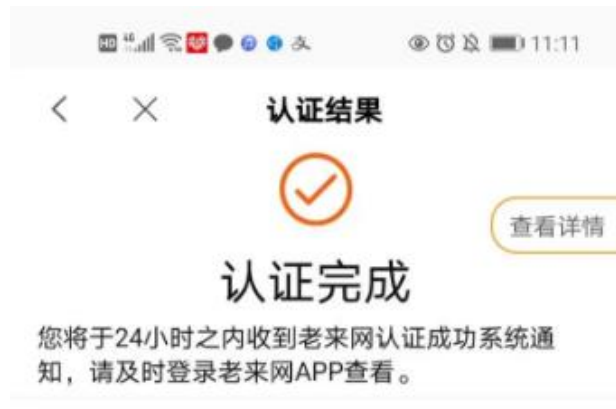 HD 4G 11:11
认证结果
查看详情
认证完成
您将于24小时之内收到老来网认证成功系统通
知，请及时登录老来网APP查看。